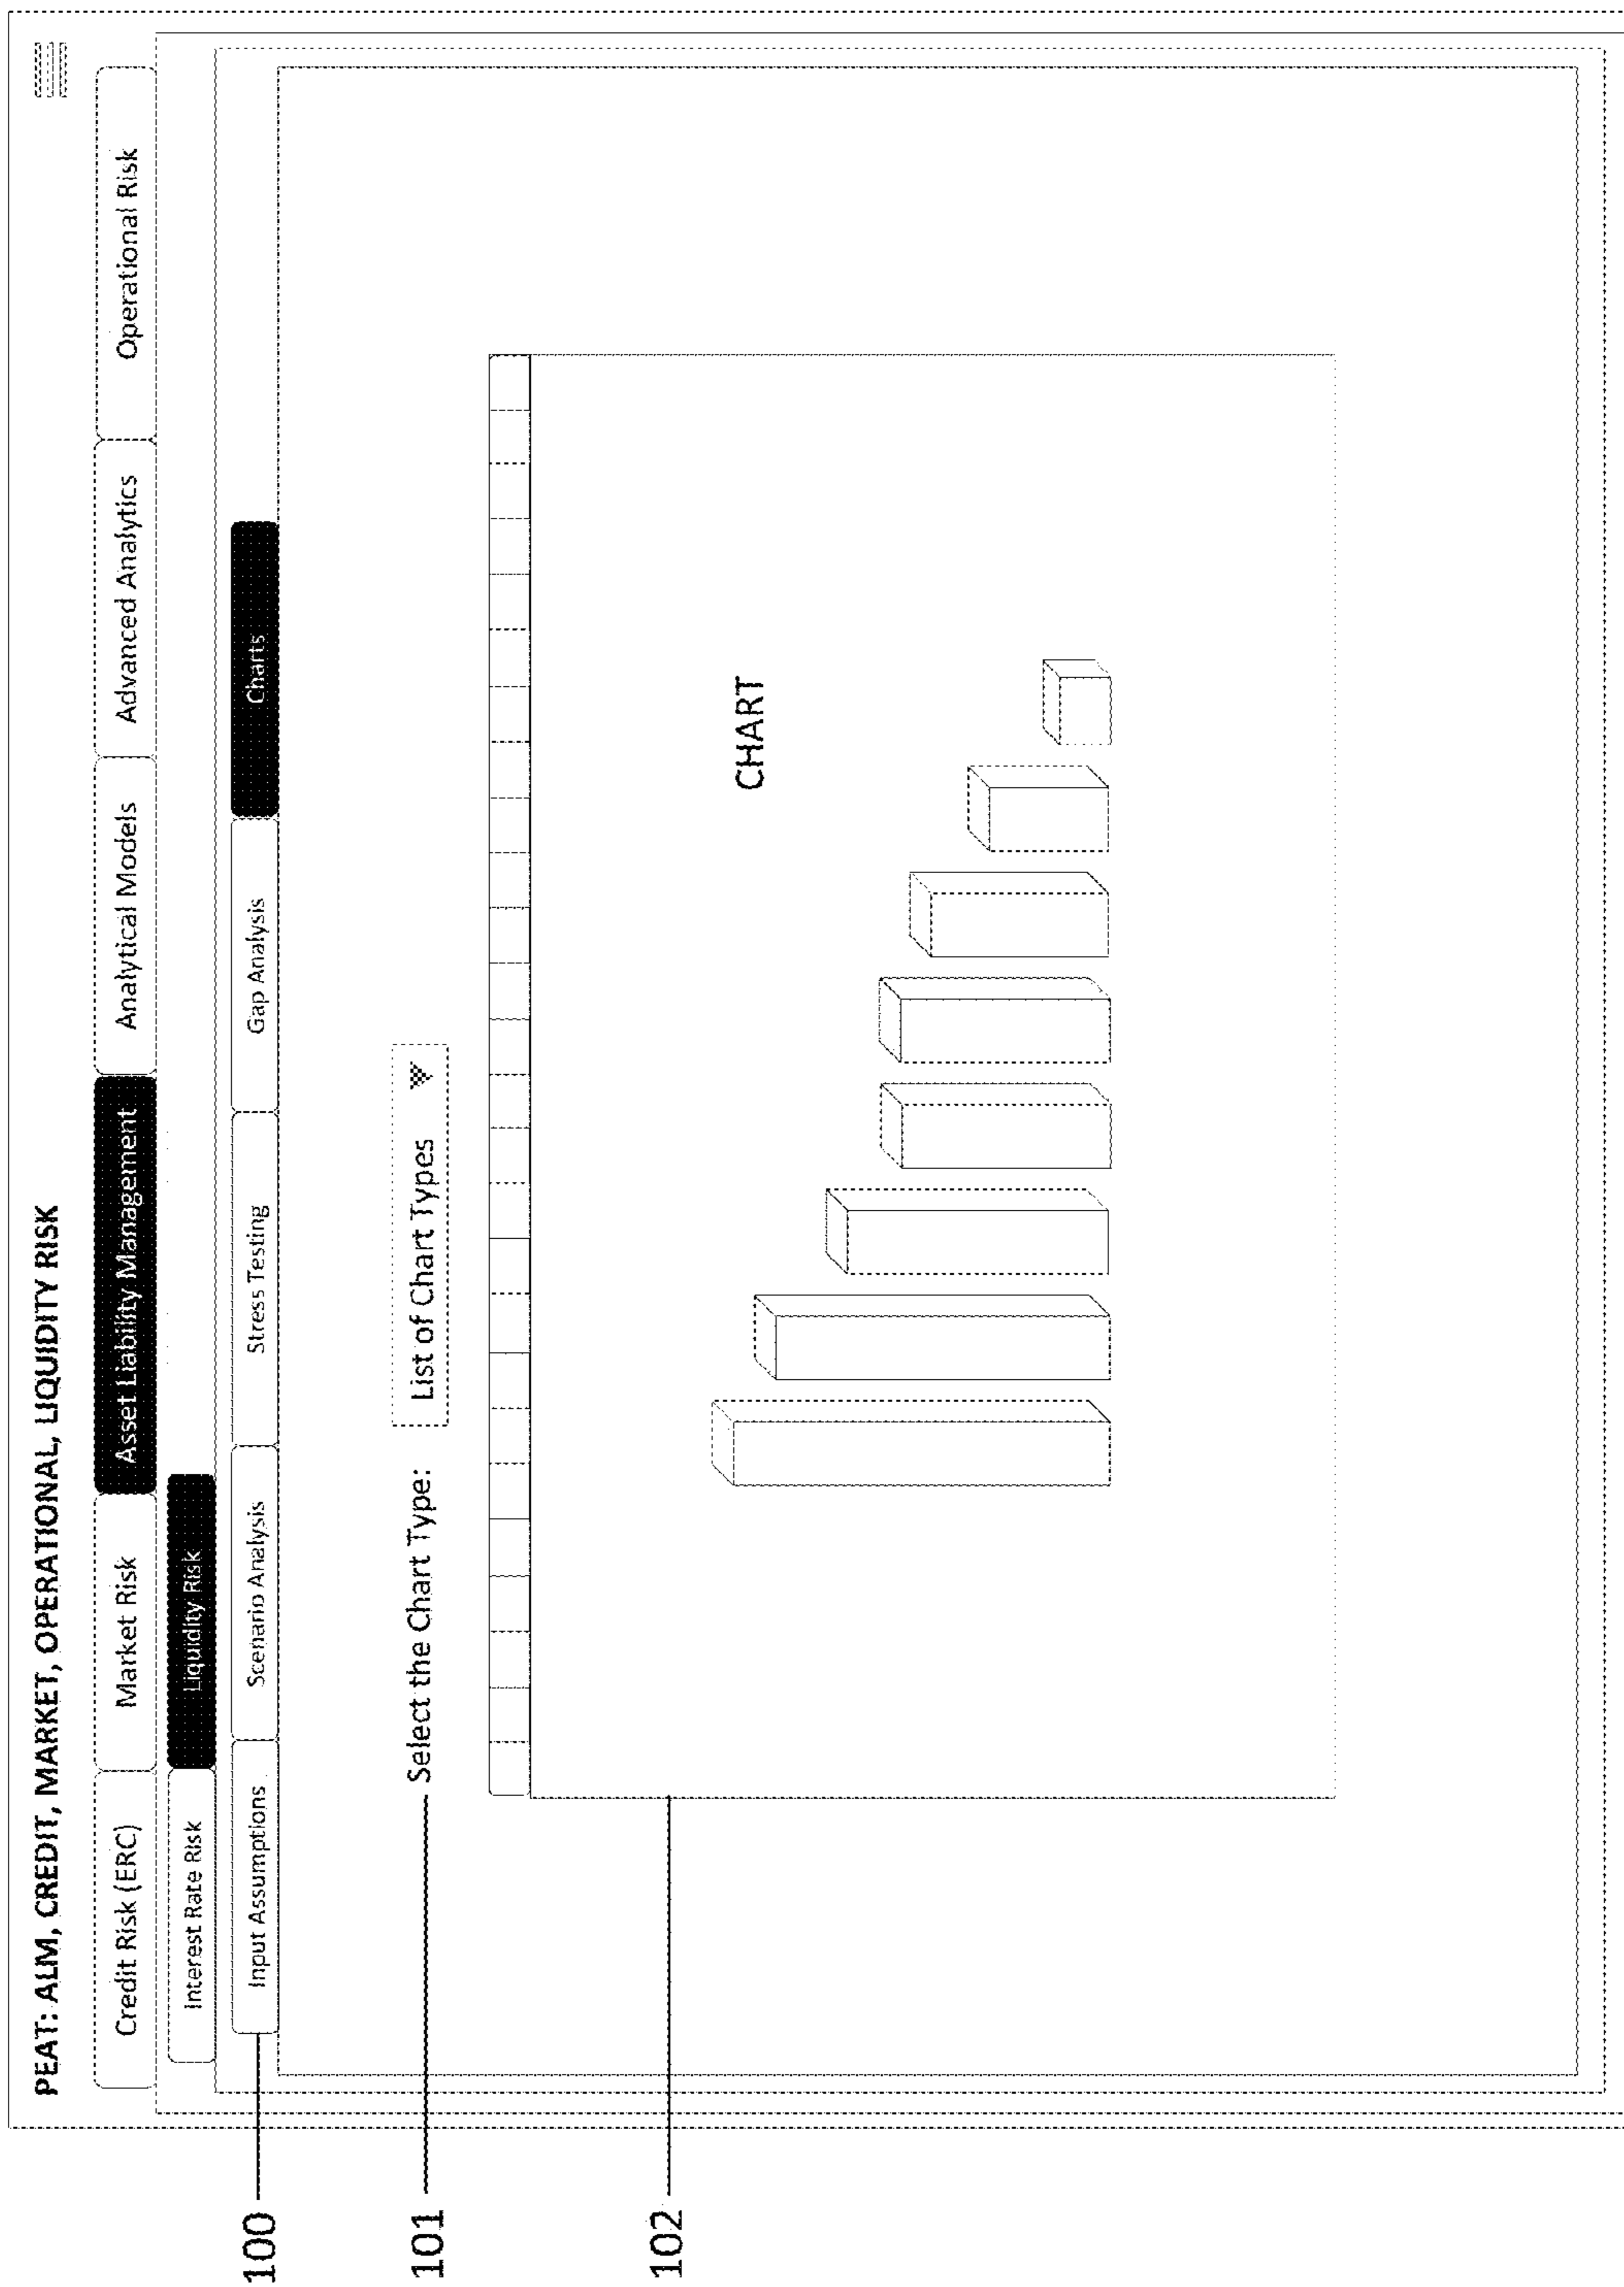 PEAT: ALM, CREDIT, MARKET, OPERATIONAL, LIQUIDITY RISK
Credit Risk (ERC) Market Risk Asset Liability Management Analytical Models Advanced Analytics Operational Risk
Interest Rate Risk Liquidity Risk
100 Input Assumptions Scenario Analysis Stress Testing Gap Analysis Charts
101 Select the Chart Type: List of Chart Types
CHART
102